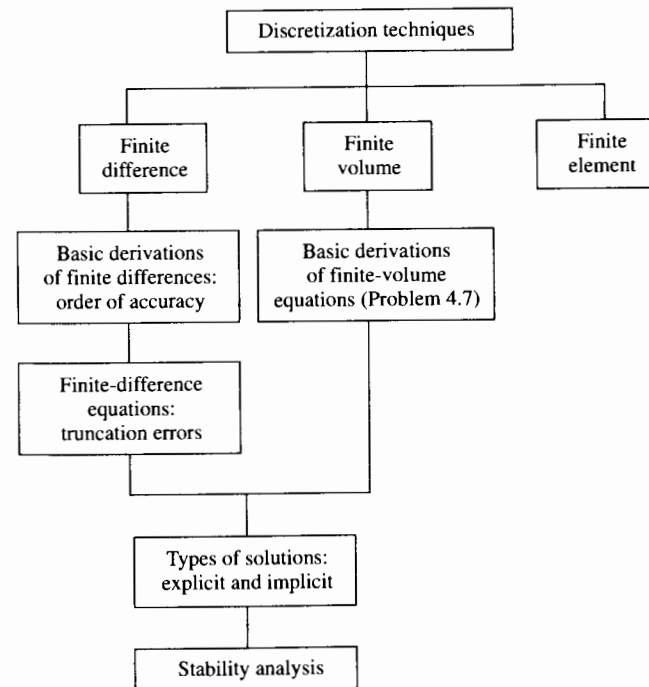 Discretization techniques
Finite
difference
Finite
volume
Finite
element
Basic derivations
of finite differences:
order of accuracy
Basic derivations
of finite-volume
equations (Problem 4.7)
Finite-difference
equations:
truncation errors
Types of solutions:
explicit and implicit
Stability analysis